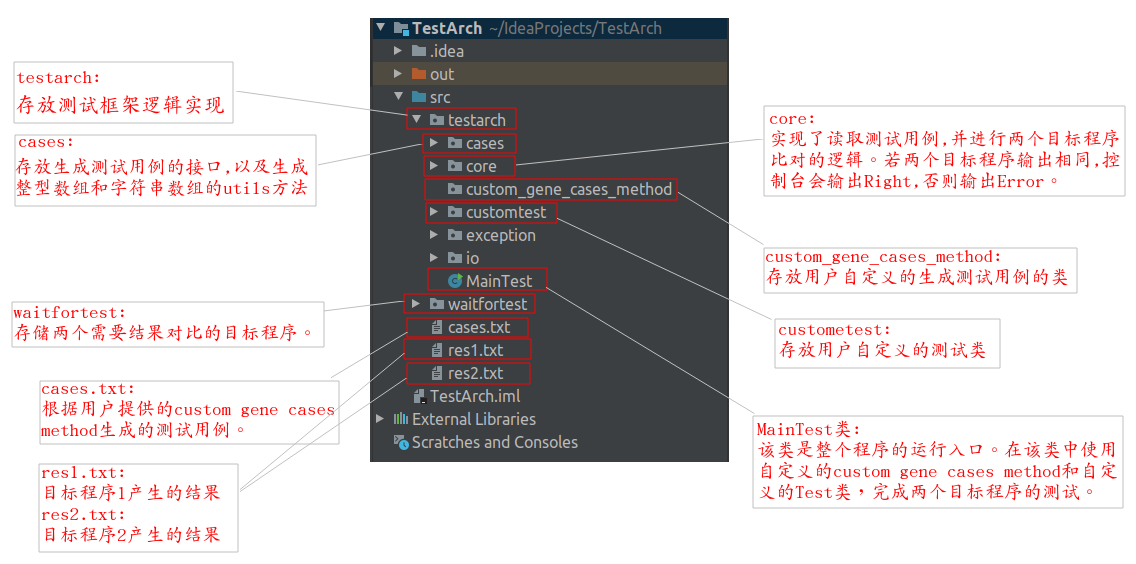 testarch:
存放测试框架逻辑实现
cases:
存放生成测试用例的接口,以及生成
整型数组和字符串数组的utils方法
waitfortest:
存储两个需要结果对比的目标程序。
cases.txt:
根据用户提供的custom gene cases
method生成的测试用例。
res1.txt:
目标程序1产生的结果
res2.txt:
目标程序2产生的结果
TestArch ~/IdeaProjects/TestArch
.idea
out
src
testarch
cases
core
custom_gene_cases_method
customtest
exception
io
MainTest
waitfortest
cases.txt
res1.txt
res2.txt
TestArch.iml
External Libraries
Scratches and Consoles
core:
实现了读取测试用例,并进行两个目标程序
比对的逻辑。若两个目标程序输出相同,控
制台会输出Right,否则输出Error。
custom_gene_cases_method:
存放用户自定义的生成测试用例的类
custometest:
存放用户自定义的测试类
MainTest类:
该类是整个程序的运行入口。在该类中使用
自定义的custom gene cases method和自定
义的Test类，完成两个目标程序的测试。